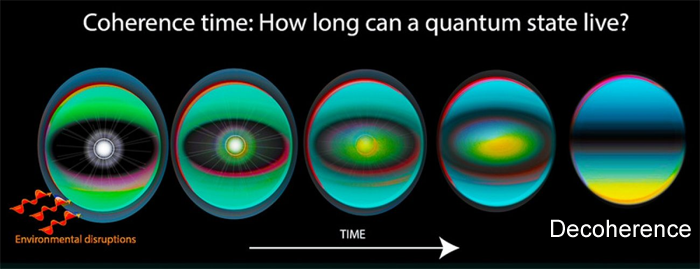 Coherence time: How long can a quantum state live?
Environmental disruptions
TIME
Decoherence